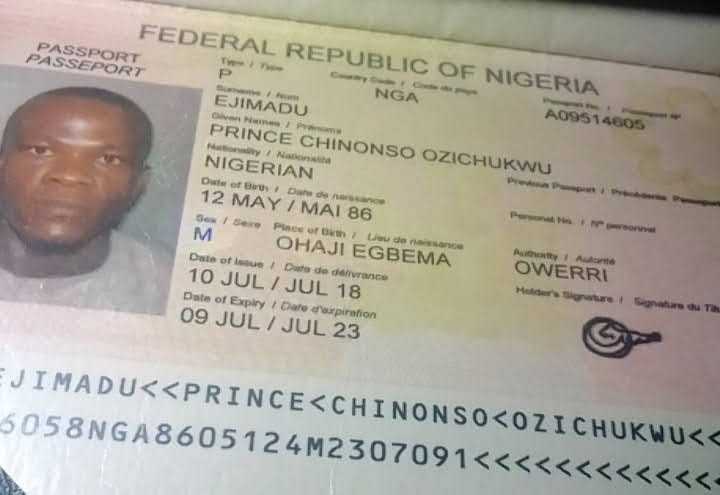 FEDERAL REPUBLIC OF NIGERIA
PASSPORT
PASSEPORT
Type / Type
P
Country Code / Code du pays
NGA
Passport No. / Passeport N°
A09514605
Surname / Nom
EJIMADU
Given Names / Prénoms
PRINCE CHINONSO OZICHUKWU
Nationality / Nationalité
NIGERIAN
Previous Passport / Précédente Passeport
Date of Birth / Date de naissance
12 MAY / MAI 86
Personal No. / N° personnel
Sex / Sexe
M
Place of Birth / Lieu de naissance
OHAJI EGBEMA
Authority / Autorité
OWERRI
Date of Issue / Date de délivrance
10 JUL / JUL 18
Holder's Signature / Signature du
Date of Expiry / Date d'expiration
09 JUL / JUL 23
EJIMADU<<PRINCE<CHINONSO<OZICHUKWU<<
6058NGA8605124M2307091<<<<<<<<<<<<<